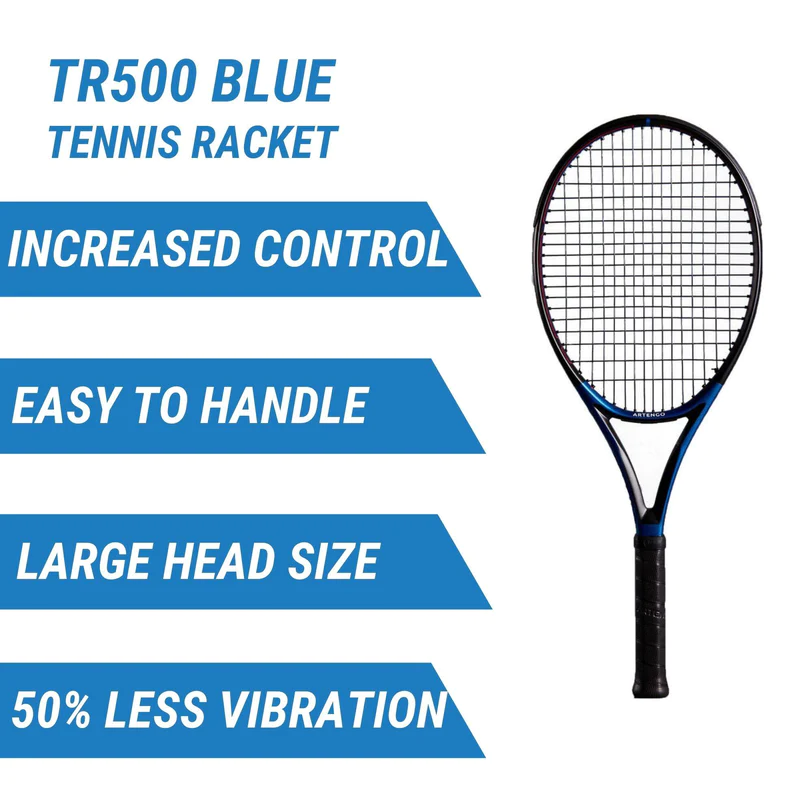 TR500 BLUE
TENNIS RACKET
INCREASED CONTROL
EASY TO HANDLE
LARGE HEAD SIZE
50% LESS VIBRATION
ARTENGO